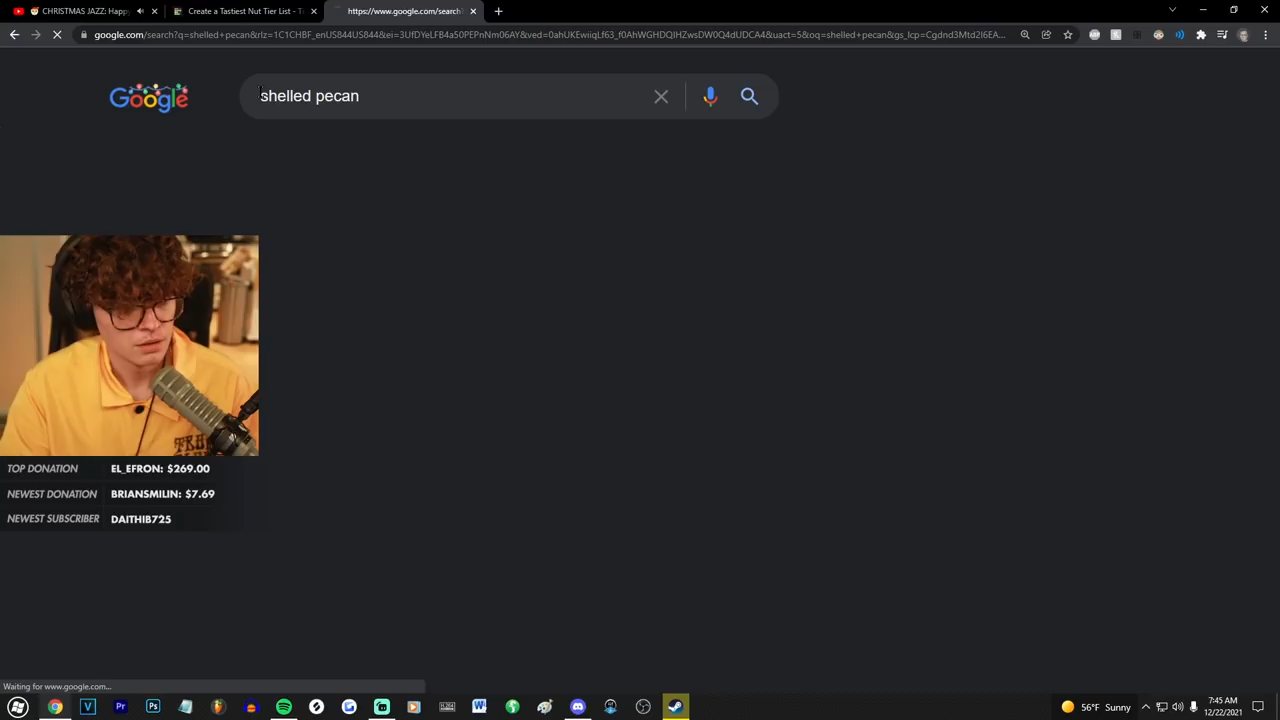 CHRISTMAS JAZZ: Happ
Create a Tastiest Nut Tier List - Ti
https://www.google.com/search?
google.com/search?q=shelled+pecan&rlz=1C1CHBF_enUS844US844&ei=3UfDYeLFB4a50PEPnNm06AY&ved=0ahUKEwiiqLf63_f0AhWGHDQIHZwsDW0Q4dUDCA4&uact=5&oq=shelled+pecan&gs_lcp=Cgdnd3Mtd2l6EA...
Google
shelled pecan
TOP DONATION EL_EFRON: $269.00
NEWEST DONATION BRIANSMILIN: $7.69
NEWEST SUBSCRIBER DAITHIB725
Waiting for www.google.com...
56°F Sunny
7:45 AM
12/22/2021